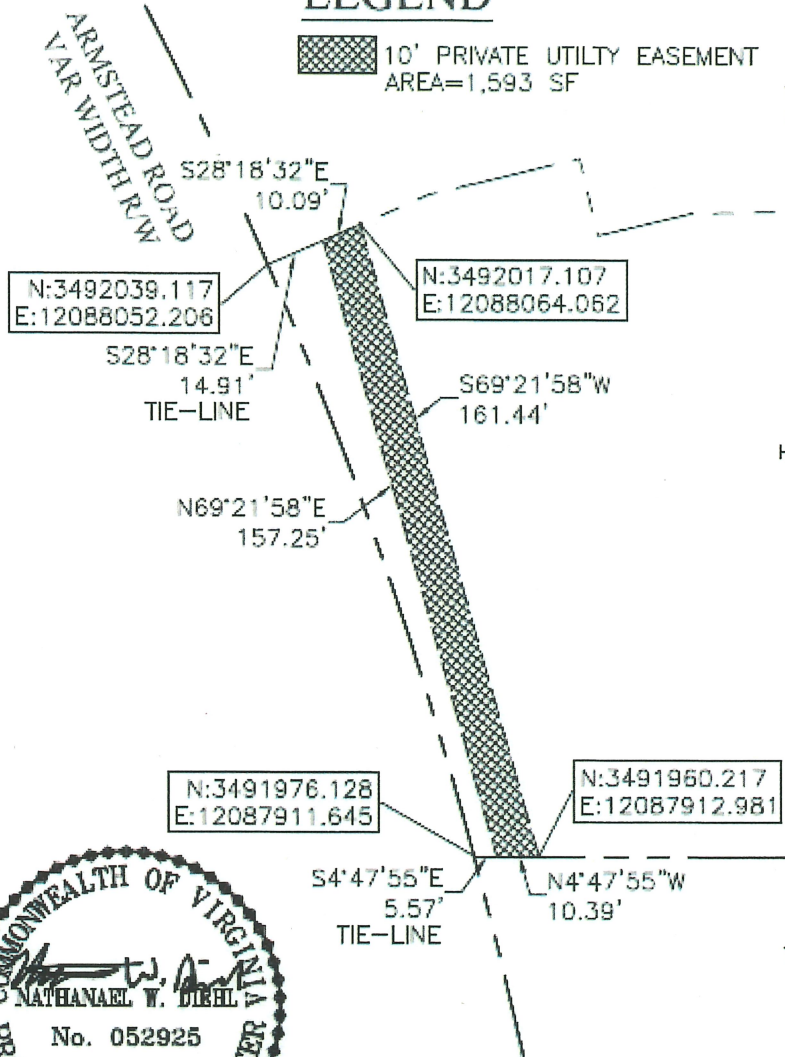 LEGEND
10' PRIVATE UTILTY EASEMENT
AREA=1,593 SF
ARMSTEAD ROAD
VAR WIDTH R/W
S28°18'32"E
10.09'
N:3492039.117
E:12088052.206
N:3492017.107
E:12088064.062
S28°18'32"E
14.91'
TIE-LINE
S69°21'58"W
161.44'
H
N69°21'58"E
157.25'
N:3491976.128
E:12087911.645
N:3491960.217
E:12087912.981
S4°47'55"E
5.57'
TIE-LINE
N4°47'55"W
10.39'
COMMONWEALTH OF VIRGINIA
NATHANAEL W. DIEHL
No. 052925